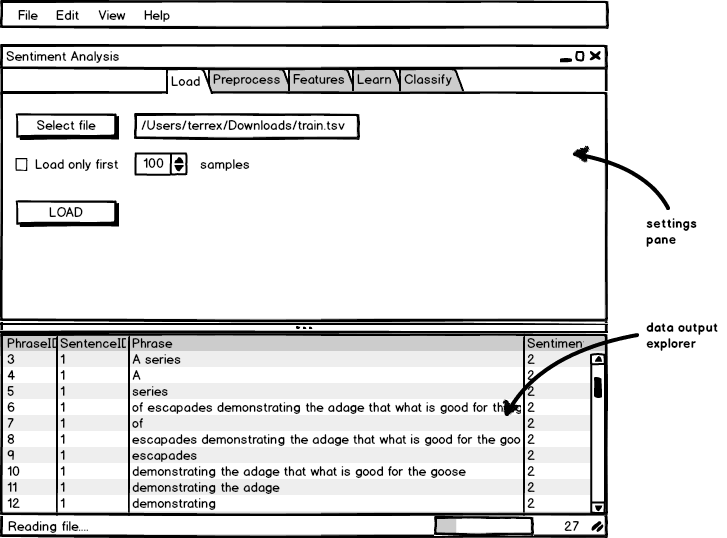 File Edit View Help
Sentiment Analysis
Load Preprocess Features Learn Classify
Select file /Users/terrex/Downloads/train.tsv
Load only first 100 samples
LOAD
settings
pane
data output
explorer
PhraseID SentenceID Phrase Sentimen
3 1 A series 2
4 1 A 2
5 1 series 2
6 1 of escapades demonstrating the adage that what is good for the g 2
7 1 of 2
8 1 escapades demonstrating the adage that what is good for the goo 2
9 1 escapades 2
10 1 demonstrating the adage that what is good for the goose 2
11 1 demonstrating the adage 2
12 1 demonstrating 2
Reading file.... 27